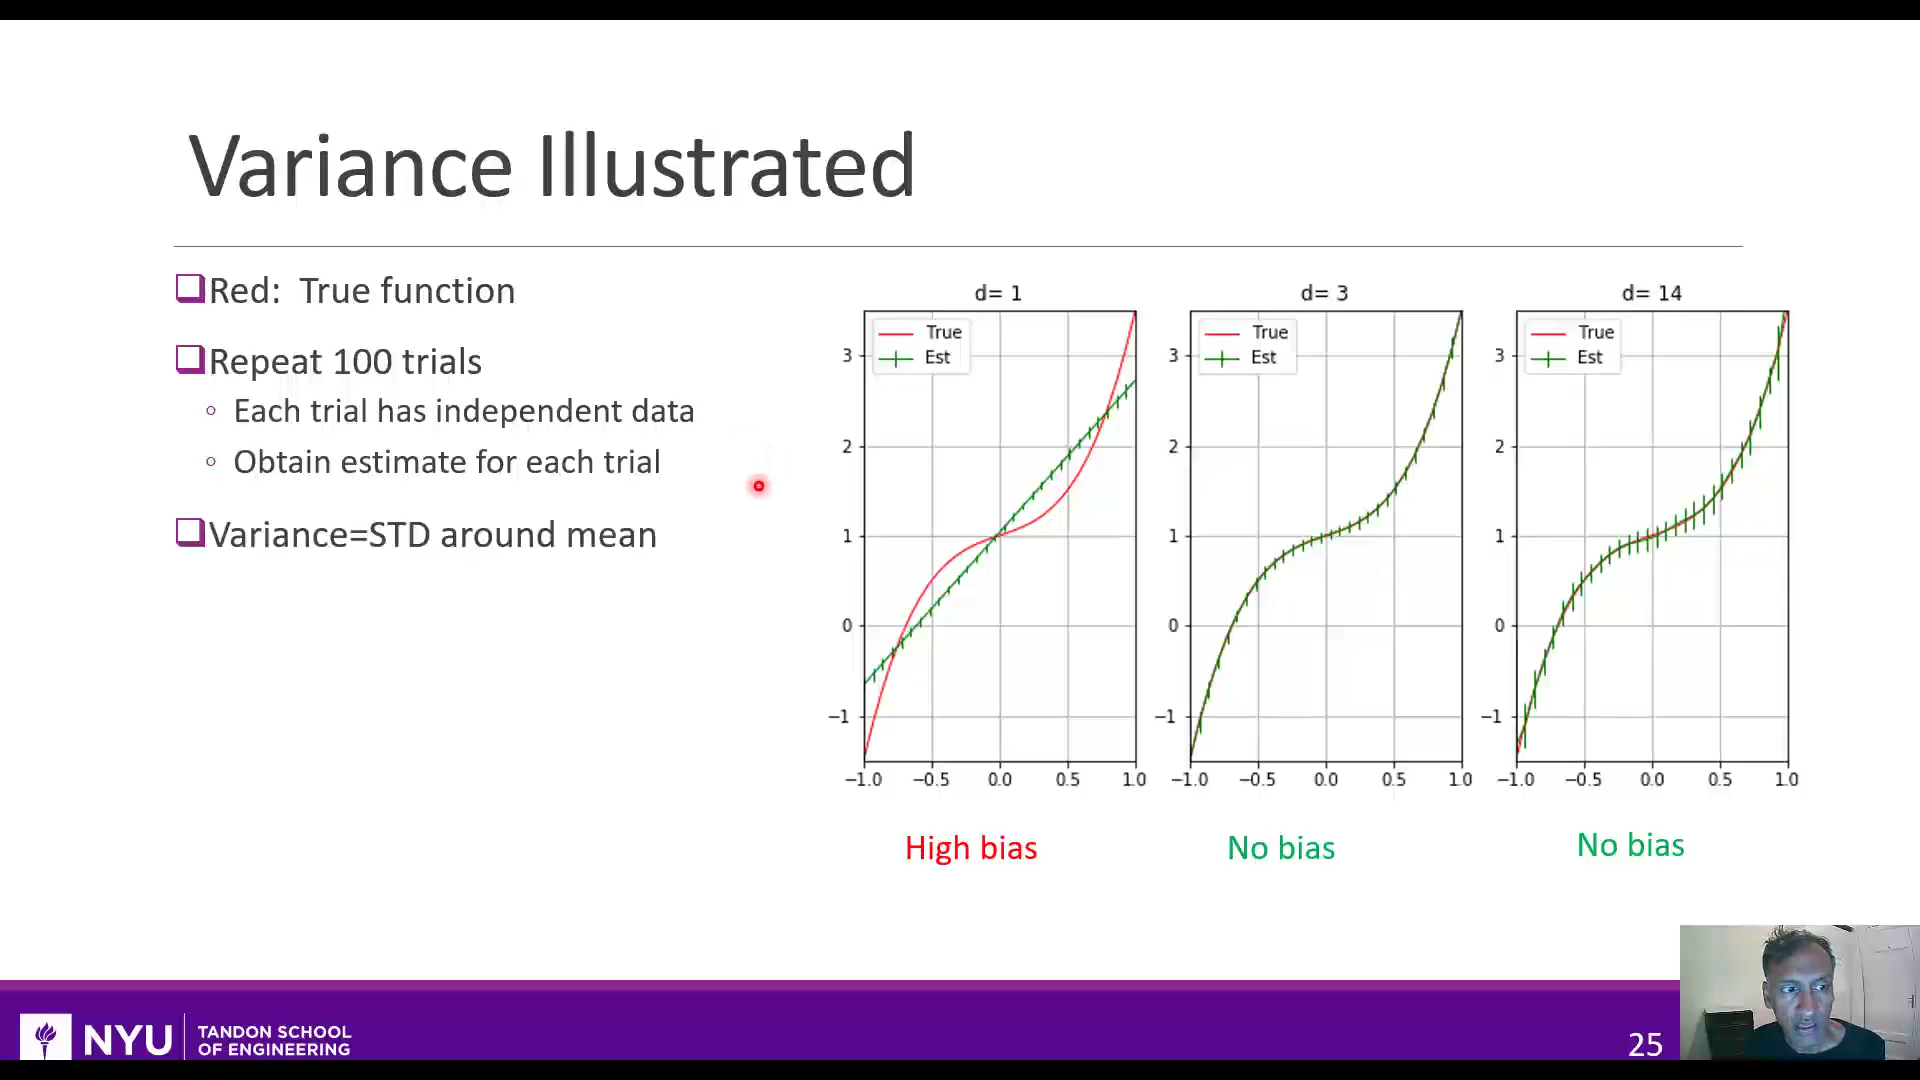 Variance Illustrated
Red: True function
Repeat 100 trials
Each trial has independent data
Obtain estimate for each trial
Variance=STD around mean
d= 1
True
Est
3
2
1
0
−1
−1.0 −0.5 0.0 0.5 1.0
High bias
d= 3
True
Est
3
2
1
0
−1
−1.0 −0.5 0.0 0.5 1.0
No bias
d= 14
True
Est
3
2
1
0
−1
−1.0 −0.5 0.0 0.5 1.0
No bias
NYU
TANDON SCHOOL
OF ENGINEERING
25